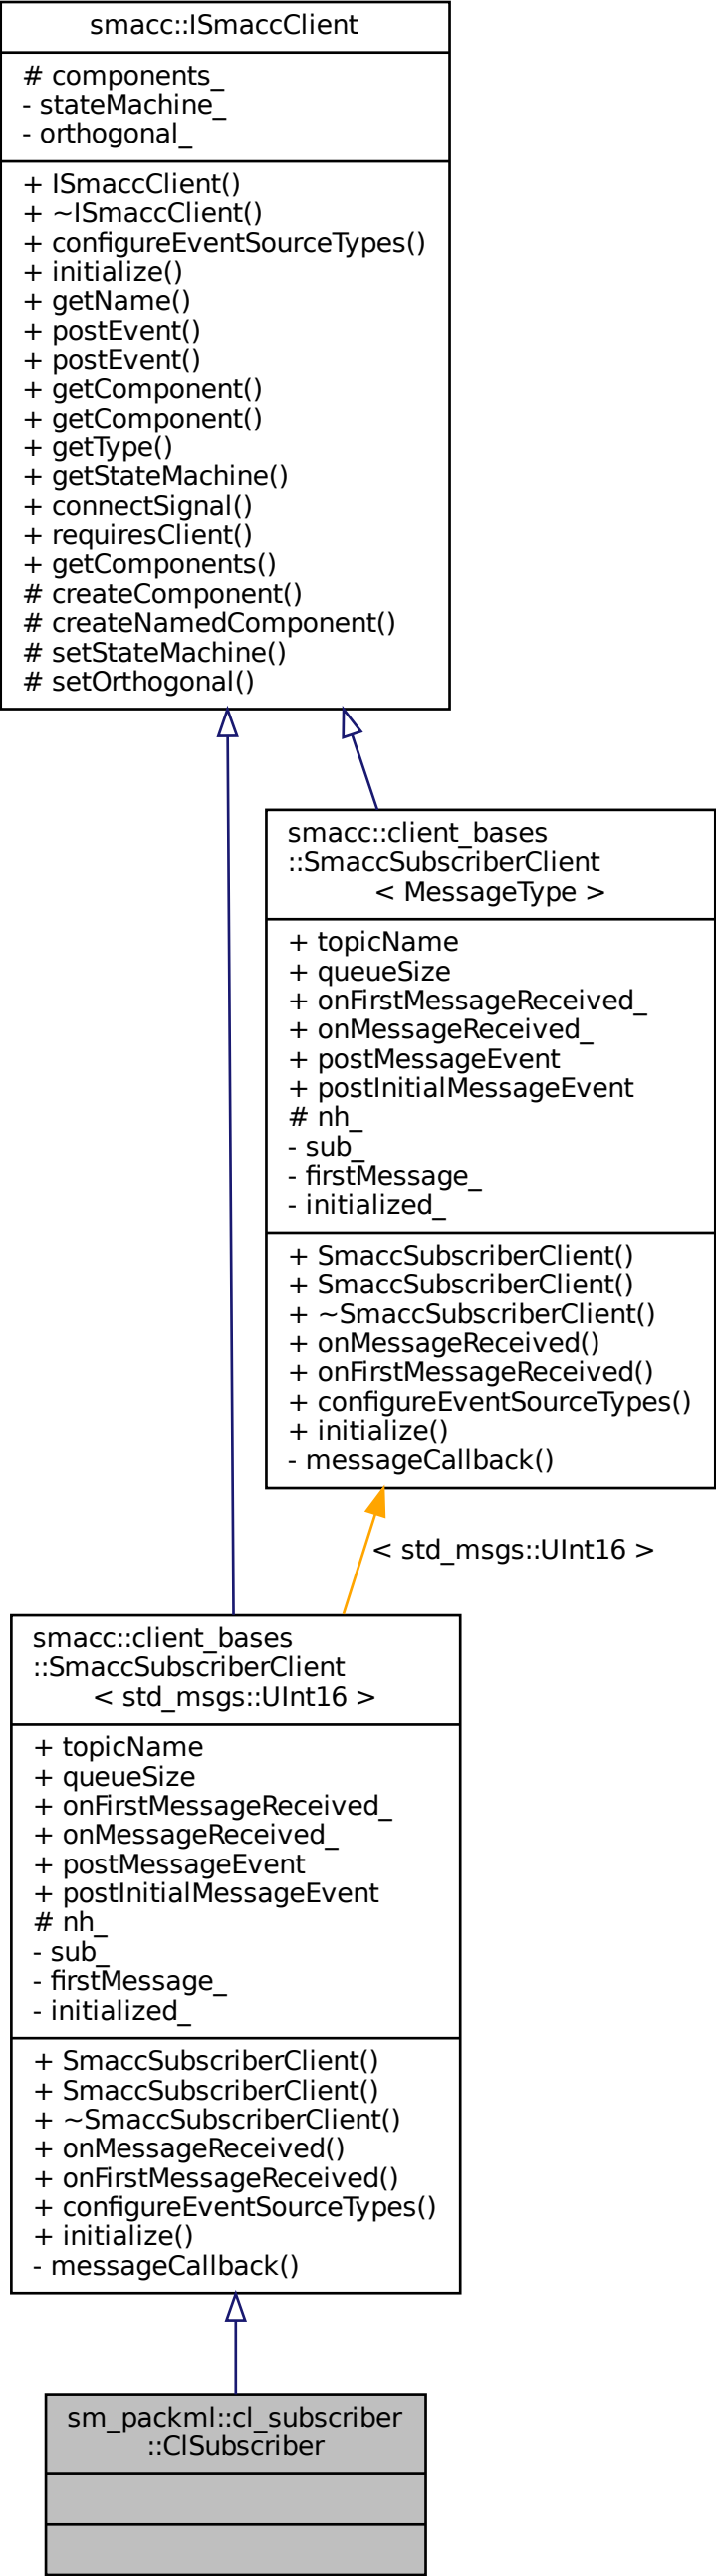 smacc::ISmaccClient
# components_
- stateMachine_
- orthogonal_
+ ISmaccClient()
+ ~ISmaccClient()
+ configureEventSourceTypes()
+ initialize()
+ getName()
+ postEvent()
+ postEvent()
+ getComponent()
+ getComponent()
+ getType()
+ getStateMachine()
+ connectSignal()
+ requiresClient()
+ getComponents()
# createComponent()
# createNamedComponent()
# setStateMachine()
# setOrthogonal()
smacc::client_bases
::SmaccSubscriberClient
< MessageType >
+ topicName
+ queueSize
+ onFirstMessageReceived_
+ onMessageReceived_
+ postMessageEvent
+ postInitialMessageEvent
# nh_
- sub_
- firstMessage_
- initialized_
+ SmaccSubscriberClient()
+ SmaccSubscriberClient()
+ ~SmaccSubscriberClient()
+ onMessageReceived()
+ onFirstMessageReceived()
+ configureEventSourceTypes()
+ initialize()
- messageCallback()
< std_msgs::UInt16 >
smacc::client_bases
::SmaccSubscriberClient
< std_msgs::UInt16 >
+ topicName
+ queueSize
+ onFirstMessageReceived_
+ onMessageReceived_
+ postMessageEvent
+ postInitialMessageEvent
# nh_
- sub_
- firstMessage_
- initialized_
+ SmaccSubscriberClient()
+ SmaccSubscriberClient()
+ ~SmaccSubscriberClient()
+ onMessageReceived()
+ onFirstMessageReceived()
+ configureEventSourceTypes()
+ initialize()
- messageCallback()
sm_packml::cl_subscriber
::ClSubscriber